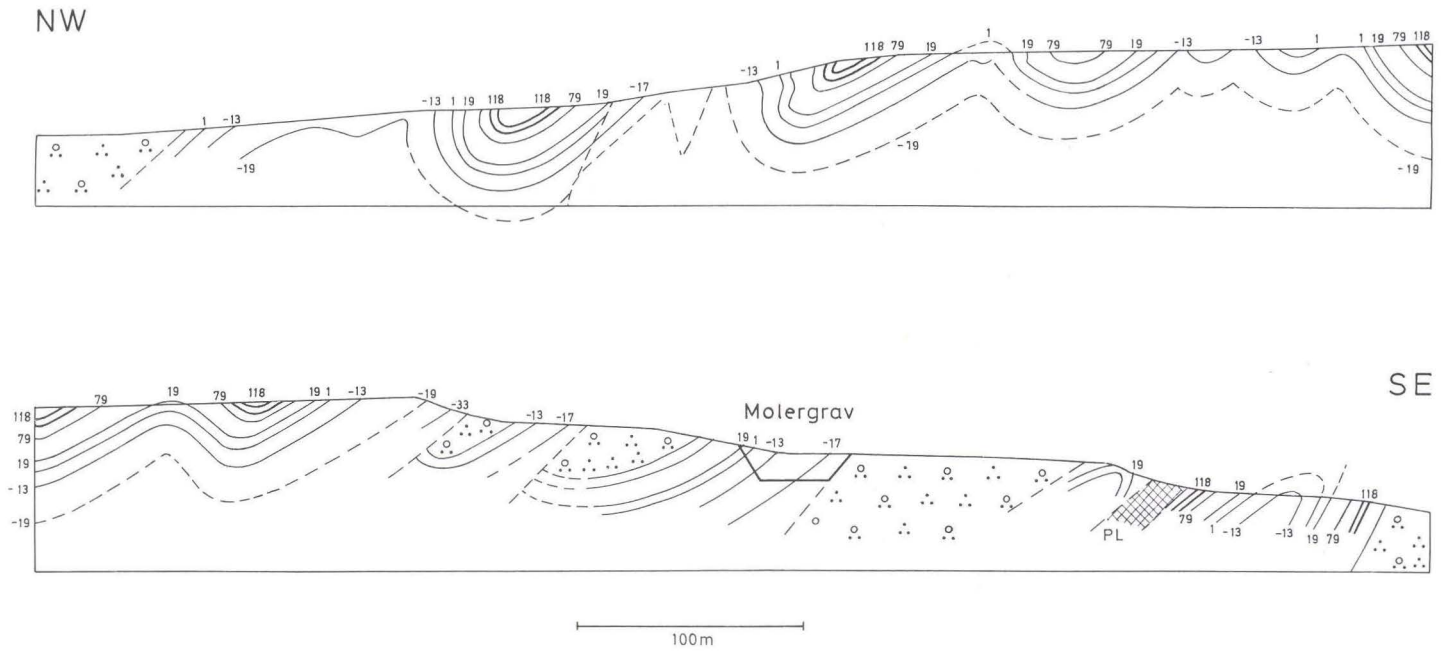 NW
1 -13 -19 -13 1 19 118 118 79 19 -17 -13 1 118 79 19 1 19 79 79 19 -13 -13 1 1 19 79 118
-19 -19
SE
Molergrav
118 79 19 -13 -19
79 19 79 118 19 1 -13 -19 -33 -13 -17 19 1 -13 -17 19 118 19 118
PL 79 1 -13 -13 19 79
100m